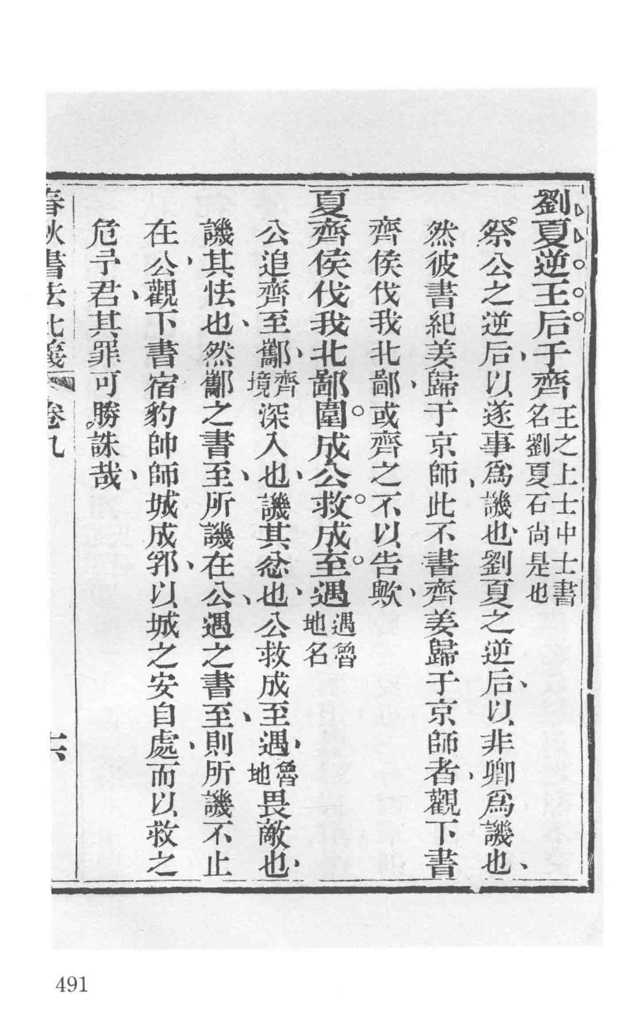 劉夏逆王后于齊王之上士中士書名劉夏石尚是也
祭公之逆后以遂事爲譏也劉夏之逆后以非卿爲譏也
然彼書紀姜歸于京師此不書齊姜歸于京師者觀下書
齊侯伐我北鄙或齊之不以告歟
夏齊侯伐我北鄙圍成公救成至遇遇魯地名
公追齊至酅齊境深入也譏其忿也公救成至遇魯地畏敵也
譏其怯也然酅之書至所譏在公遇之書至則所譏不止
在公觀下書宿豹帥師城成郛以城之安自處而以救之
危予君其罪可勝誅哉
春秋書法比義 卷九 六
491